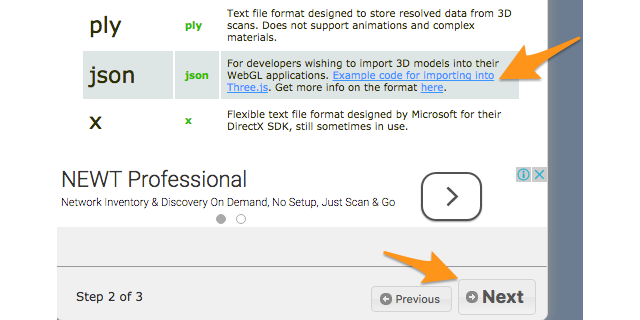 ply
ply
Text file format designed to store resolved data from 3D
scans. Does not support animations and complex
materials.
json
json
For developers wishing to import 3D models into their
WebGL applications. Example code for importing into
Three.js. Get more info on the format here.
x
x
Flexible text file format designed by Microsoft for their
DirectX SDK, still sometimes in use.
NEWT Professional
Network Inventory & Discovery On Demand, No Setup, Just Scan & Go
Step 2 of 3
Previous
Next